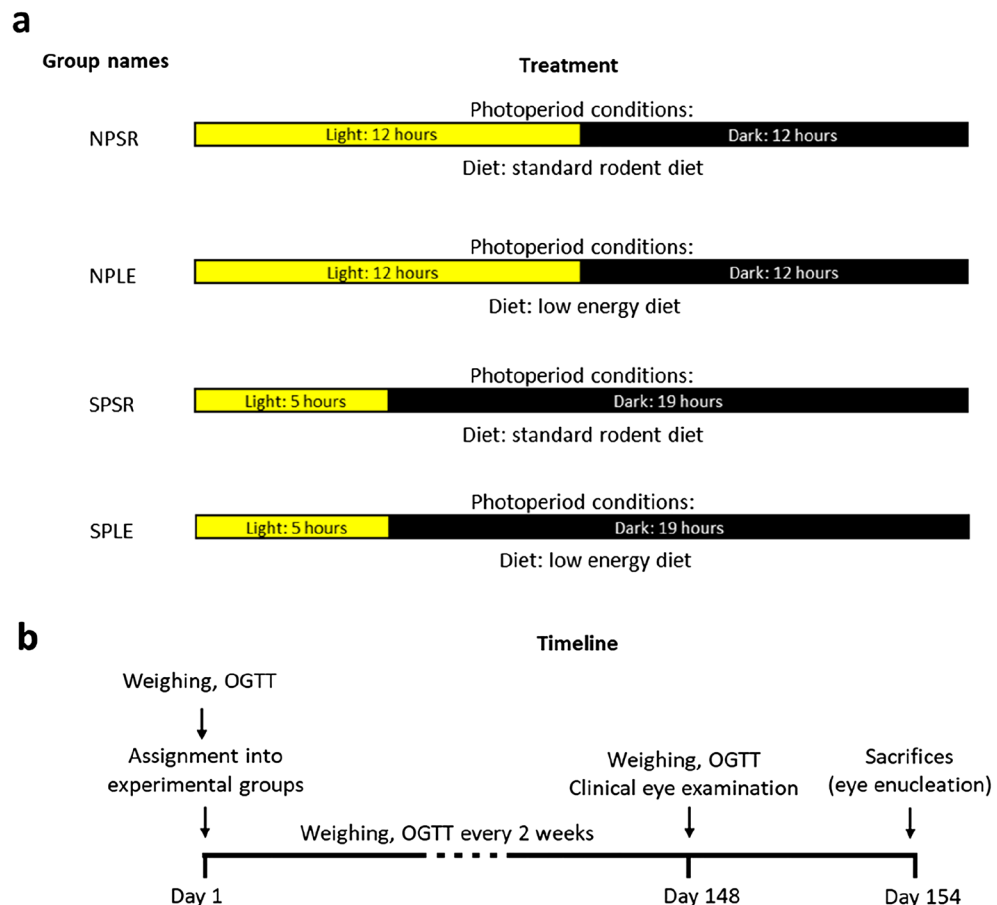 a
Group names
Treatment
Photoperiod conditions:
NPSR
Light: 12 hours
Dark: 12 hours
Diet: standard rodent diet
Photoperiod conditions:
NPLE
Light: 12 hours
Dark: 12 hours
Diet: low energy diet
Photoperiod conditions:
SPSR
Light: 5 hours
Dark: 19 hours
Diet: standard rodent diet
Photoperiod conditions:
SPLE
Light: 5 hours
Dark: 19 hours
Diet: low energy diet
b
Timeline
Weighing, OGTT
Assignment into
experimental groups
Weighing, OGTT every 2 weeks
Weighing, OGTT
Clinical eye examination
Sacrifices
(eye enucleation)
Day 1
Day 148
Day 154